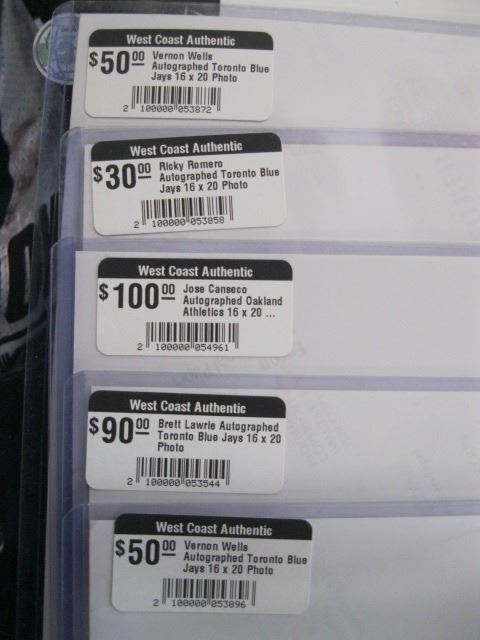 West Coast Authentic
$50 00 Vernon Wells
Autographed Toronto Blue
Jays 16 x 20 Photo
2 100000 053872
West Coast Authentic
$30 00 Ricky Romero
Autographed Toronto Blue
Jays 16 x 20 Photo
2 100000 053858
West Coast Authentic
$100 00 Jose Canseco
Autographed Oakland
Athletics 16 x 20 ...
2 100000 054961
West Coast Authentic
$90 00 Brett Lawrie Autographed
Toronto Blue Jays 16 x 20
Photo
2 100000 053544
West Coast Authentic
$50 00 Vernon Wells
Autographed Toronto Blue
Jays 16 x 20 Photo
2 100000 053896